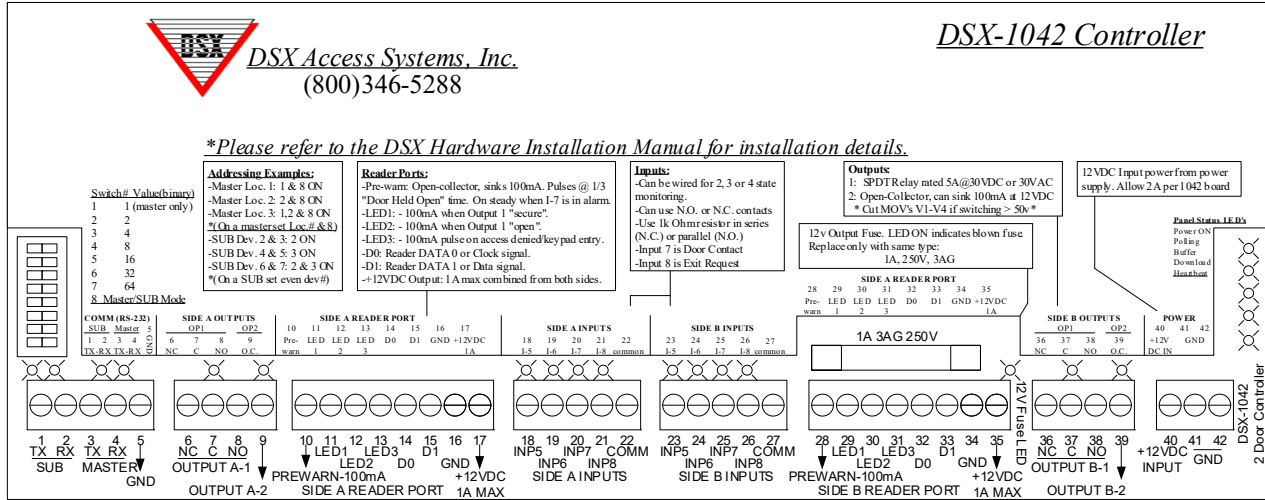 DSX
DSX Access Systems, Inc.
(800)346-5288
DSX-1042 Controller
*Please refer to the DSX Hardware Installation Manual for installation details.
Switch# Value(binary)
1 1 (master only)
2 2
3 4
4 8
5 16
6 32
7 64
8 Master/SUB Mode
Addressing Examples:
-Master Loc. 1: 1 & 8 ON
-Master Loc. 2: 2 & 8 ON
-Master Loc. 3: 1,2 & 8 ON
*(On a master set Loc.# & 8)
-SUB Dev. 2 & 3: 2 ON
-SUB Dev. 4 & 5: 3 ON
-SUB Dev. 6 & 7: 2 & 3 ON
*(On a SUB set even dev#)
Reader Ports:
-Pre-warn: Open-collector, sinks 100mA. Pulses @ 1/3
"Door Held Open" time. On steady when I-7 is in alarm.
-LED1: - 100mA when Output 1 "secure".
-LED2: - 100mA when Output 1 "open".
-LED3: - 100mA pulse on access denied/keypad entry.
-D0: Reader DATA 0 or Clock signal.
-D1: Reader DATA 1 or Data signal.
-+12VDC Output: 1A max combined from both sides.
Inputs:
-Can be wired for 2, 3 or 4 state
monitoring.
-Can use N.O. or N.C. contacts
-Use 1k Ohm resistor in series
(N.C.) or parallel (N.O.)
-Input 7 is Door Contact
-Input 8 is Exit Request
Outputs:
1: SPDT Relay rated 5A@30VDC or 30VAC
2: Open-Collector, can sink 100mA at 12VDC
* Cut MOV's V1-V4 if switching > 50v*
12v Output Fuse. LED ON indicates blown fuse.
Replace only with same type:
1A, 250V, 3AG
12VDC Input power from power
supply. Allow 2A per 1042 board
Panel Status LED's
Power ON
Polling
Buffer
Download
Heartbeat
COMM (RS-232)
SUB Master 5
1 2 3 4 GND
TX-RX TX-RX
SIDE A OUTPUTS
OP1 OP2
6 7 8 9
NC C NO O.C.
SIDE A READER PORT
10 11 12 13 14 15 16 17
Pre- LED LED LED D0 D1 GND +12VDC
warn 1 2 3 1A
SIDE A INPUTS
18 19 20 21 22
I-5 I-6 I-7 I-8 common
SIDE B INPUTS
23 24 25 26 27
I-5 I-6 I-7 I-8 common
SIDE A READER PORT
28 29 30 31 32 33 34 35
Pre- LED LED LED D0 D1 GND +12VDC
warn 1 2 3 1A
1A 3AG 250V
SIDE B OUTPUTS
OP1 OP2
36 37 38 39
NC C NO O.C.
POWER
40 41 42
+12V GND
DC IN
12V Fuse LED
DSX-1042
2 Door Controller
1 2 3 4 5
TX RX TX RX
SUB MASTER
GND
6 7 8 9
NC C NO
OUTPUT A-1
OUTPUT A-2
10 11 12 13 14 15 16 17
LED1 LED3 D1
LED2 D0 GND
PREWARN-100mA
+12VDC
SIDE A READER PORT
1A MAX
18 19 20 21 22
INP5 INP7 COMM
INP6 INP8
SIDE A INPUTS
23 24 25 26 27
INP5 INP7 COMM
INP6 INP8
SIDE B INPUTS
28 29 30 31 32 33 34 35
LED1 LED3 D1
LED2 D0 GND
PREWARN-100mA
+12VDC
SIDE B READER PORT
1A MAX
36 37 38 39
NC C NO
OUTPUT B-1
OUTPUT B-2
40 41 42
+12VDC GND
INPUT